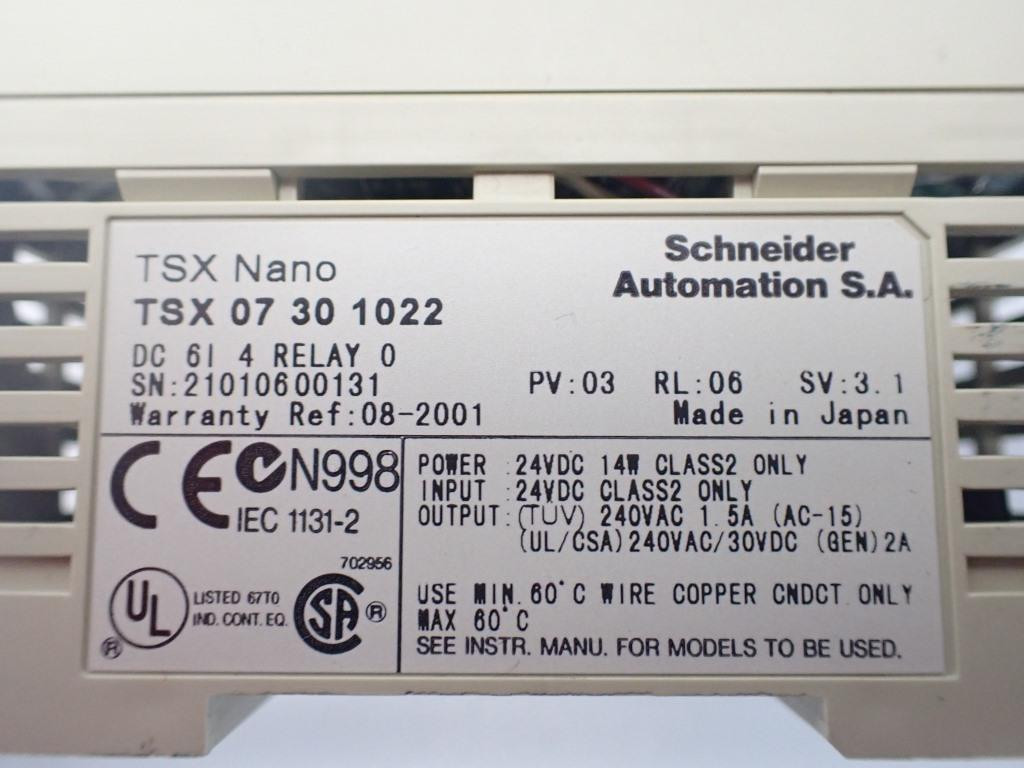 TSX Nano
Schneider
Automation S.A.
TSX 07 30 1022
DC 6I 4 RELAY O
SN:21010600131 PV:03 RL:06 SV:3.1
Warranty Ref:08-2001 Made in Japan
CE N998
IEC 1131-2
702956
UL LISTED 67T0
IND. CONT. EQ.
® SA ®
POWER :24VDC 14W CLASS2 ONLY
INPUT :24VDC CLASS2 ONLY
OUTPUT:(TUV) 240VAC 1.5A (AC-15)
(UL/CSA)240VAC/30VDC (GEN)2A
USE MIN.60°C WIRE COPPER CNDCT.ONLY
MAX 60°C
SEE INSTR. MANU. FOR MODELS TO BE USED.